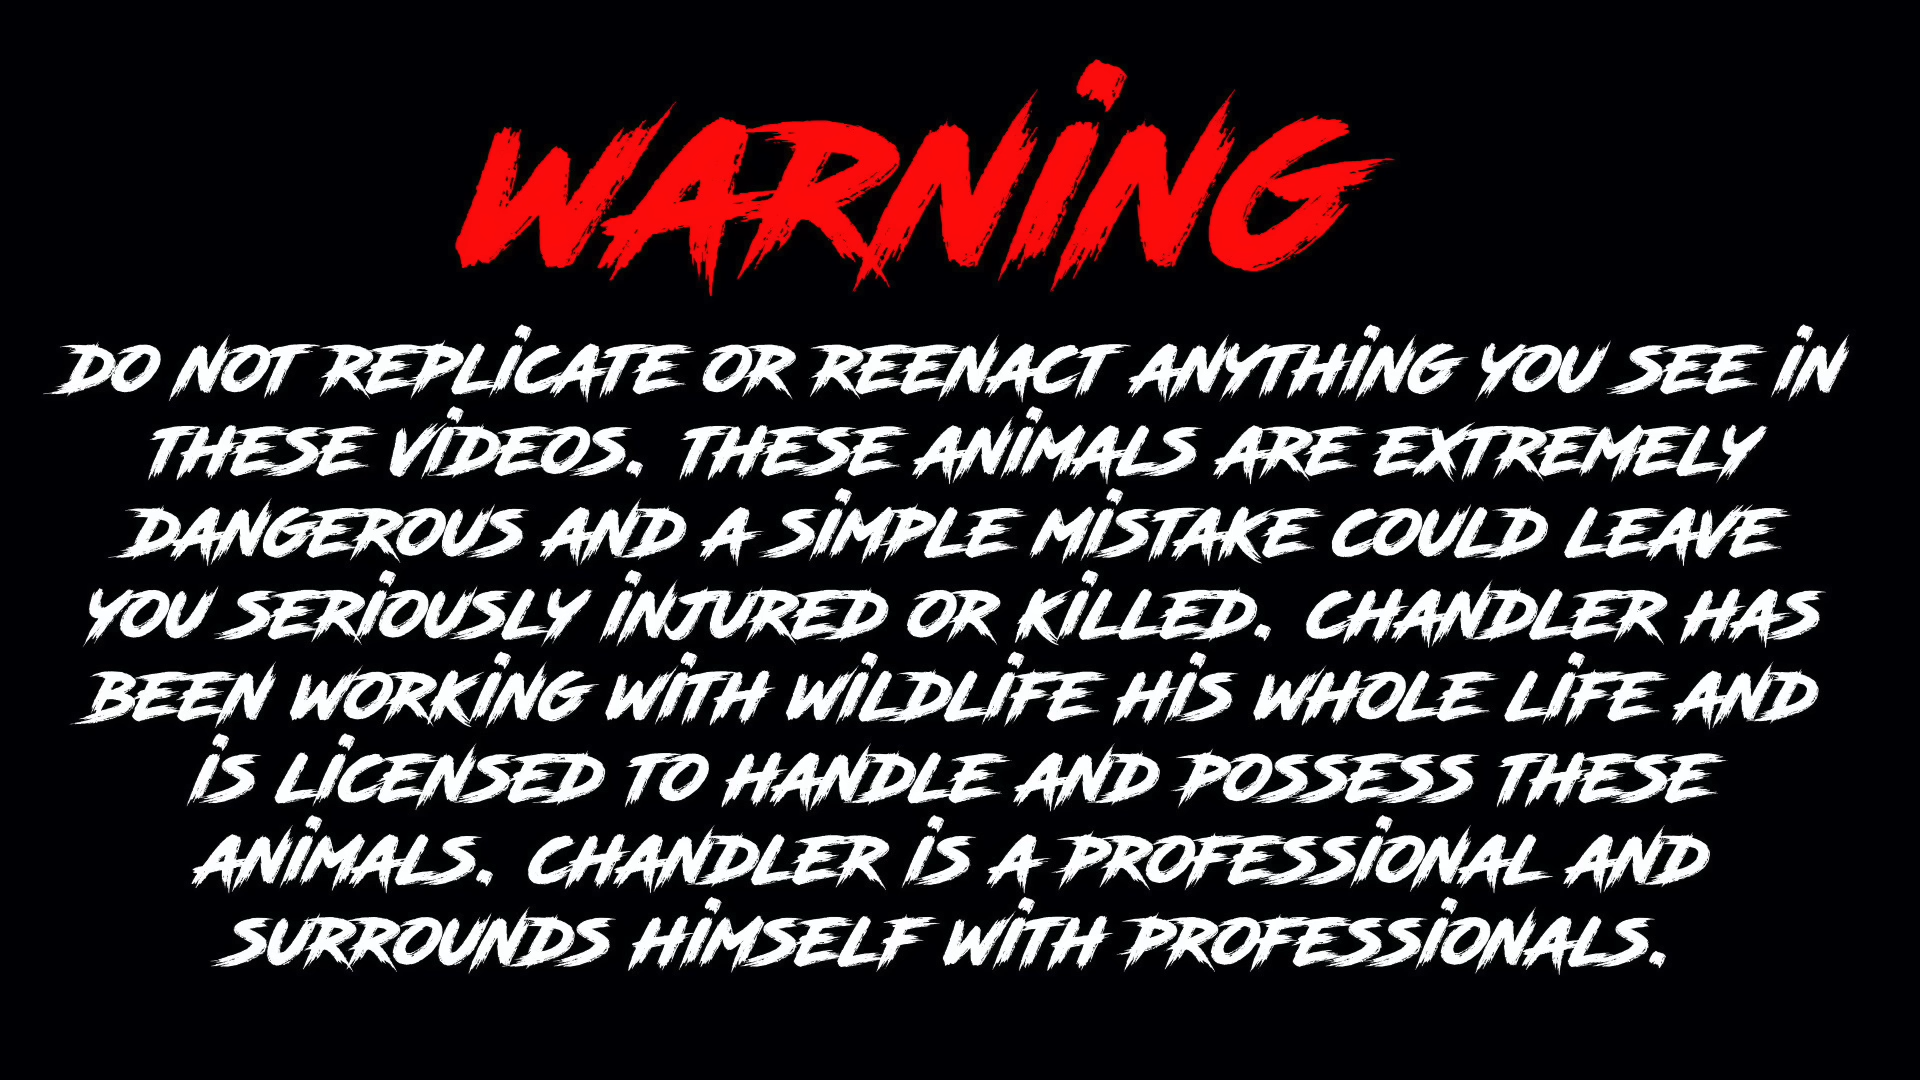 WARNING
DO NOT REPLICATE OR REENACT ANYTHING YOU SEE IN
THESE VIDEOS. THESE ANIMALS ARE EXTREMELY
DANGEROUS AND A SIMPLE MISTAKE COULD LEAVE
YOU SERIOUSLY INJURED OR KILLED. CHANDLER HAS
BEEN WORKING WITH WILDLIFE HIS WHOLE LIFE AND
IS LICENSED TO HANDLE AND POSSESS THESE
ANIMALS. CHANDLER IS A PROFESSIONAL AND
SURROUNDS HIMSELF WITH PROFESSIONALS.